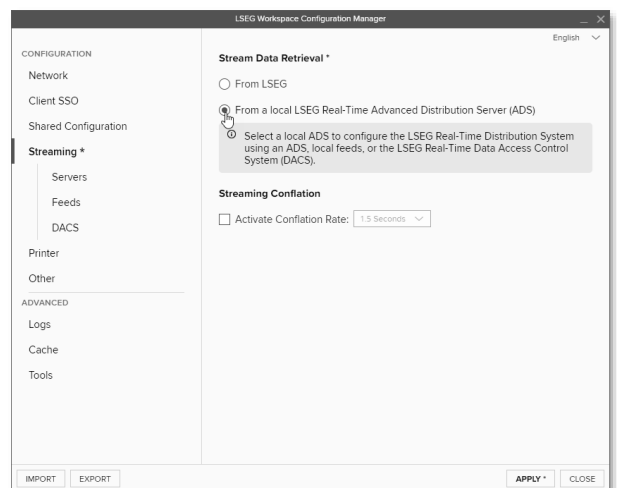 LSEG Workspace Configuration Manager
English
CONFIGURATION
Network
Client SSO
Shared Configuration
Streaming *
Servers
Feeds
DACS
Printer
Other
ADVANCED
Logs
Cache
Tools
Stream Data Retrieval *
From LSEG
From a local LSEG Real-Time Advanced Distribution Server (ADS)
Select a local ADS to configure the LSEG Real-Time Distribution System
using an ADS, local feeds, or the LSEG Real-Time Data Access Control
System (DACS).
Streaming Conflation
Activate Conflation Rate: 1.5 Seconds
IMPORT EXPORT APPLY * CLOSE